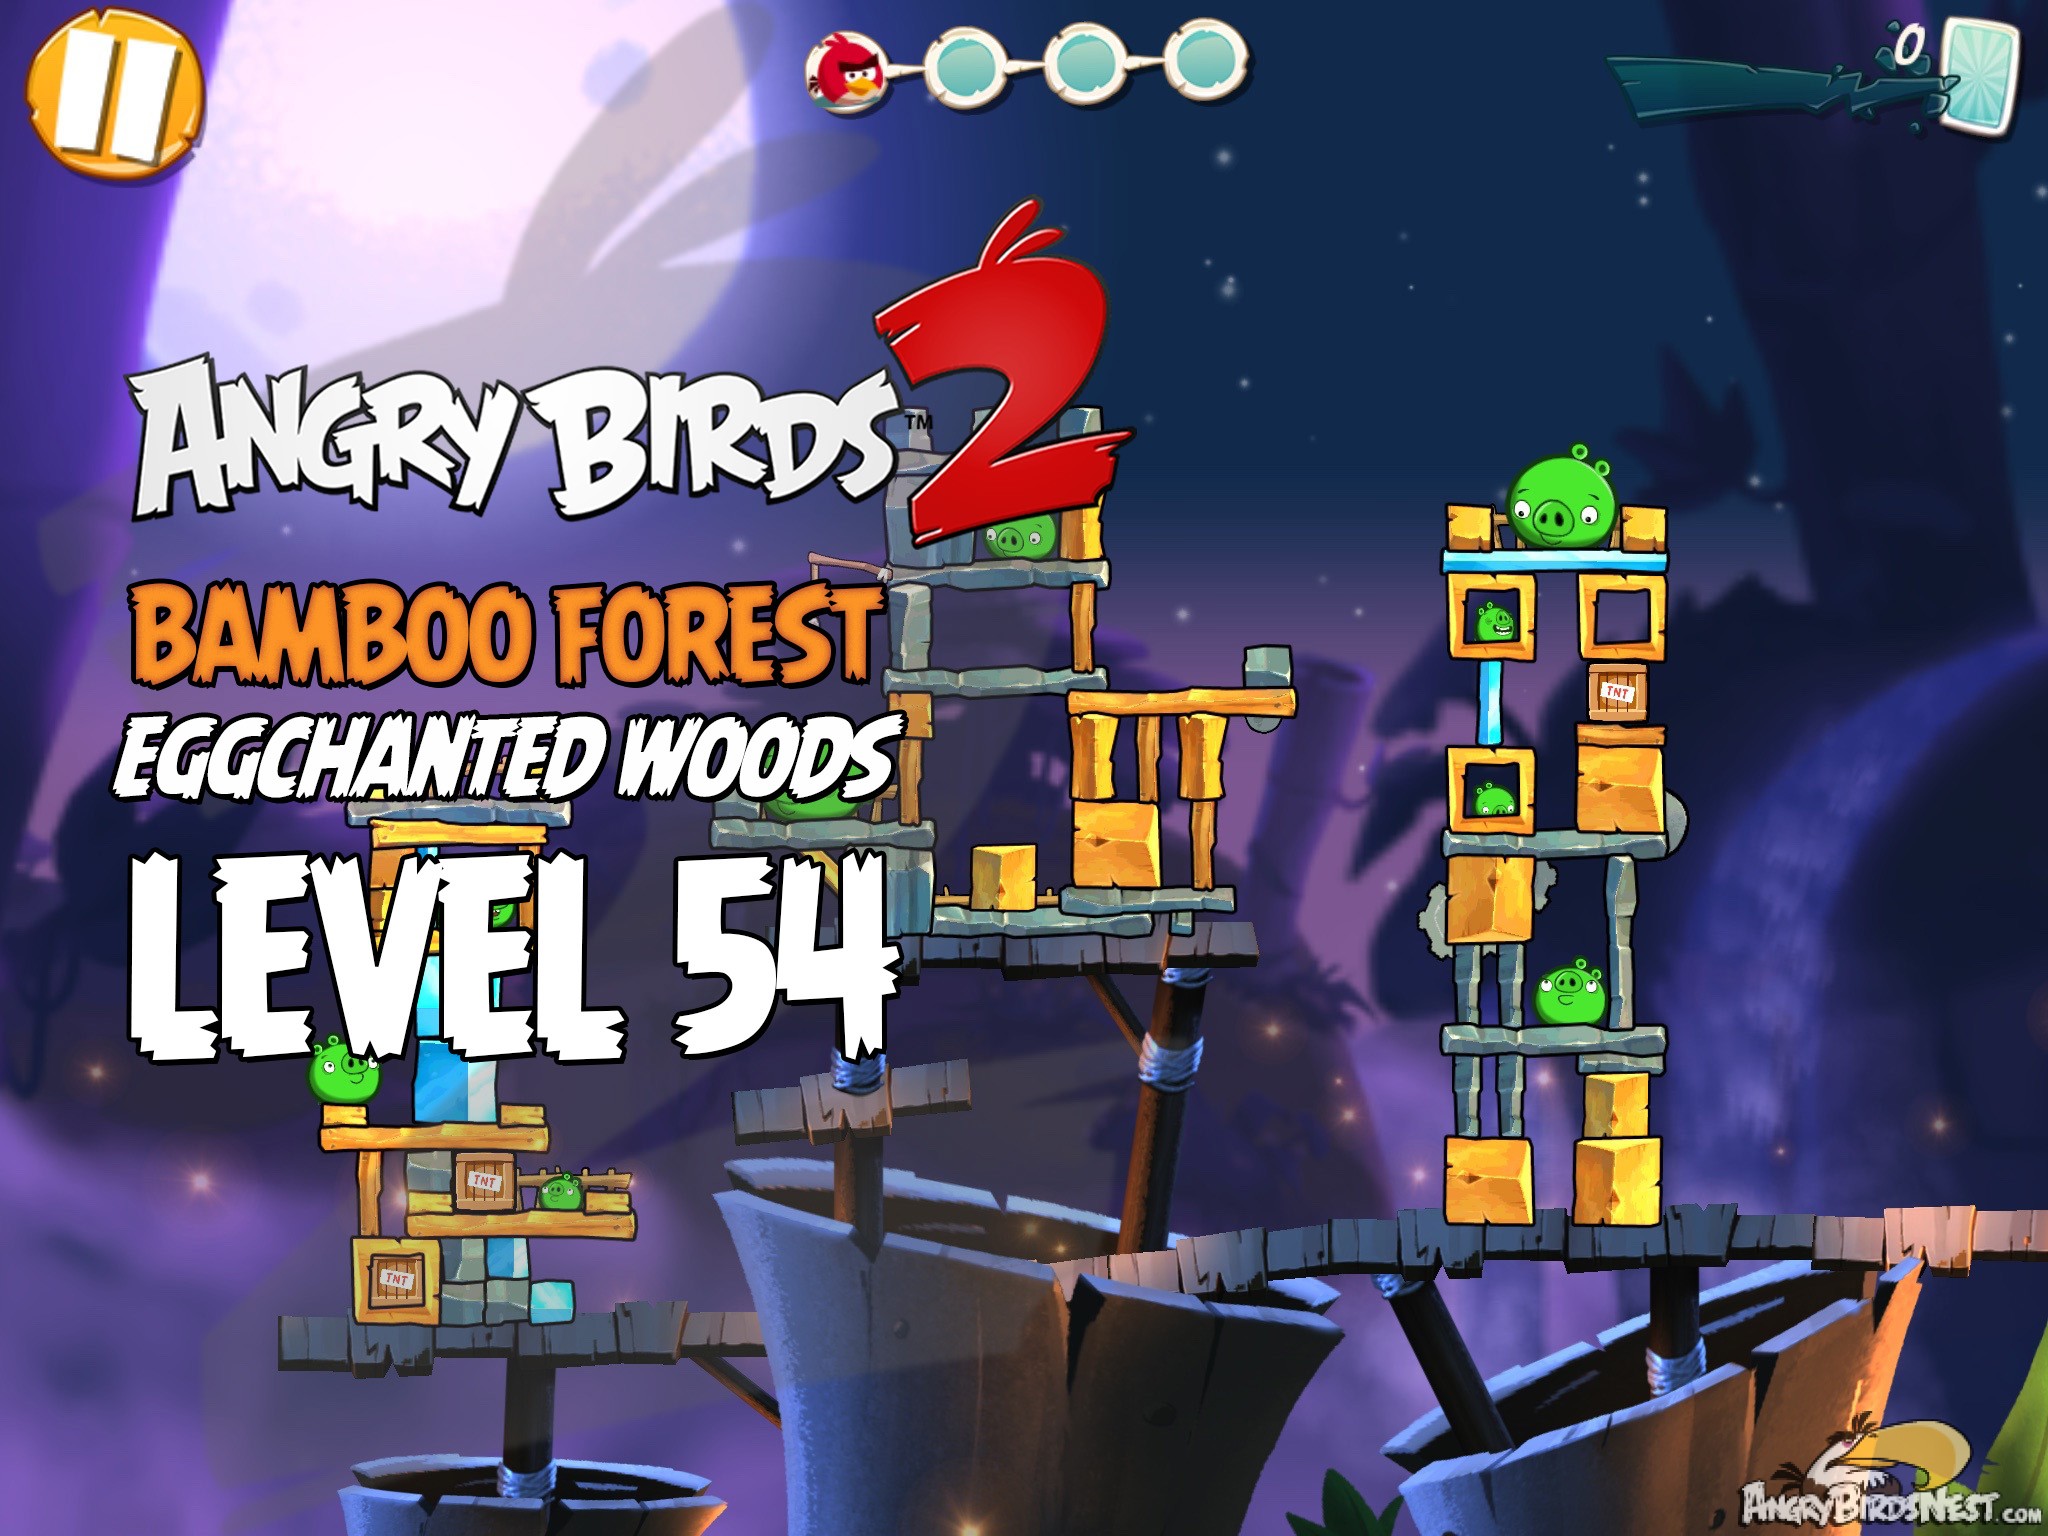 0
ANGRY BIRDS 2
TM
BAMBOO FOREST
EGGCHANTED WOODS
LEVEL 54
TNT
TNT
TNT
ANGRYBIRDSNEST.COM